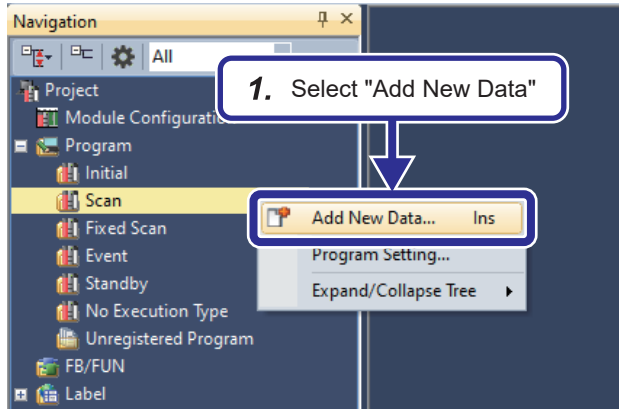 Navigation
All
Project
1. Select "Add New Data"
Module Configuratio
Program
Initial
Scan
Add New Data... Ins
Fixed Scan
Program Setting...
Event
Expand/Collapse Tree
Standby
No Execution Type
Unregistered Program
FB/FUN
Label